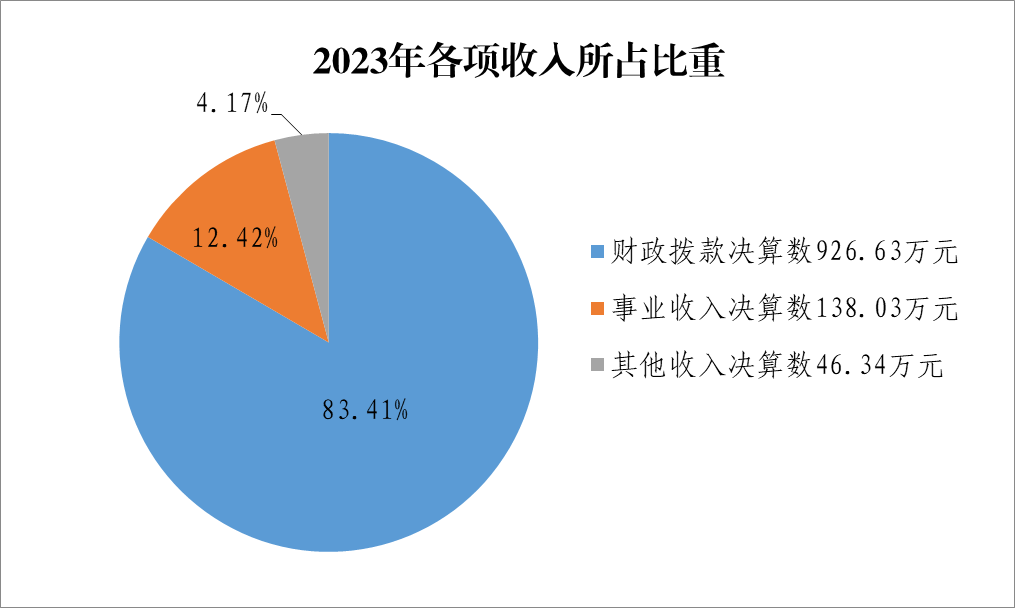 2023年各项收入所占比重
4.17%
12.42%
83.41%
财政拨款决算数926.63万元
事业收入决算数138.03万元
其他收入决算数46.34万元